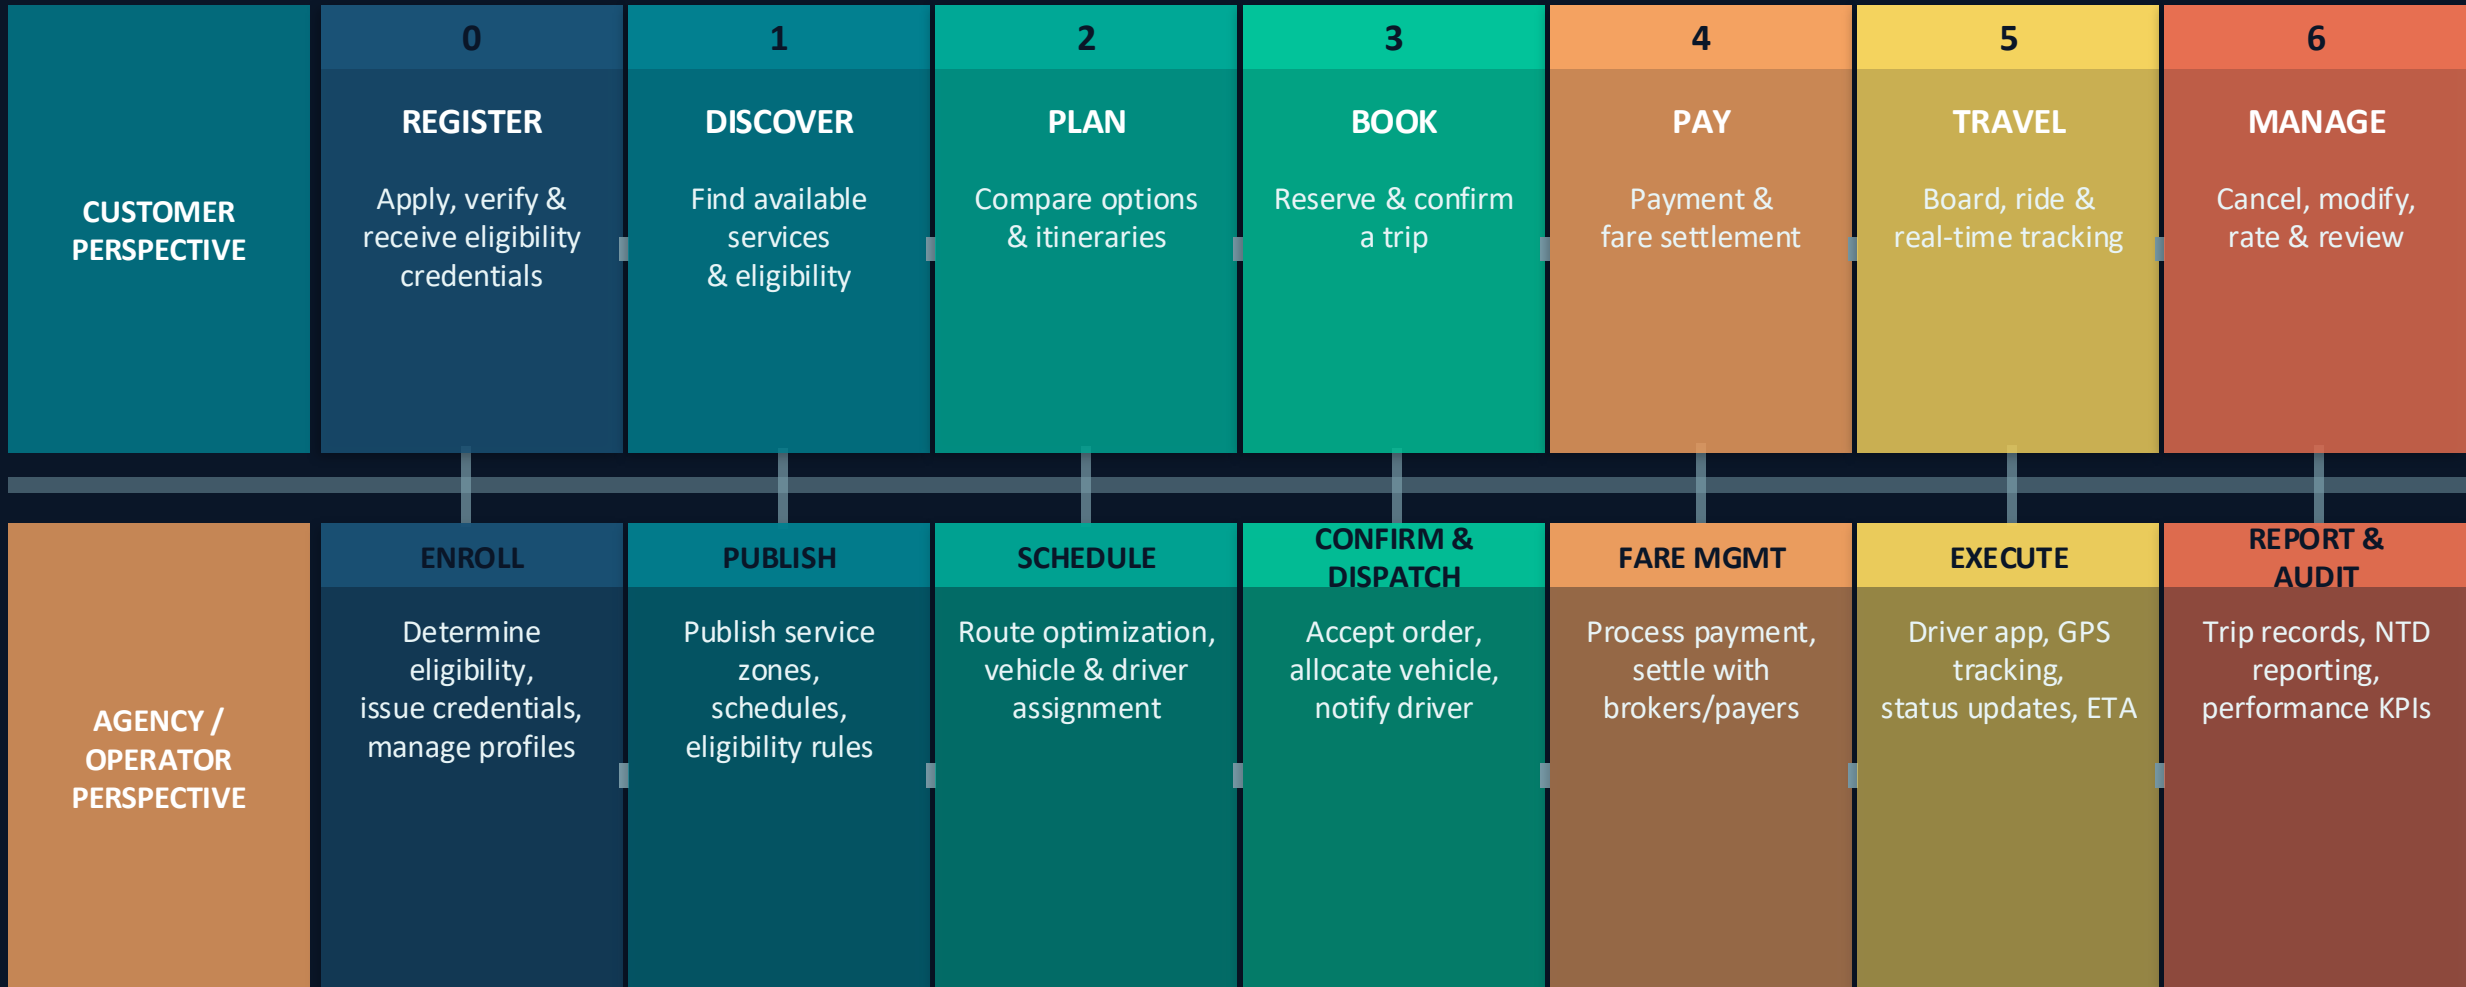 CUSTOMER
PERSPECTIVE
0
REGISTER
Apply, verify &
receive eligibility
credentials
1
DISCOVER
Find available
services
& eligibility
2
PLAN
Compare options
& itineraries
3
BOOK
Reserve & confirm
a trip
4
PAY
Payment &
fare settlement
5
TRAVEL
Board, ride &
real-time tracking
6
MANAGE
Cancel, modify,
rate & review
AGENCY /
OPERATOR
PERSPECTIVE
ENROLL
Determine
eligibility,
issue credentials,
manage profiles
PUBLISH
Publish service
zones,
schedules,
eligibility rules
SCHEDULE
Route optimization,
vehicle & driver
assignment
CONFIRM &
DISPATCH
Accept order,
allocate vehicle,
notify driver
FARE MGMT
Process payment,
settle with
brokers/payers
EXECUTE
Driver app, GPS
tracking,
status updates, ETA
REPORT &
AUDIT
Trip records, NTD
reporting,
performance KPIs